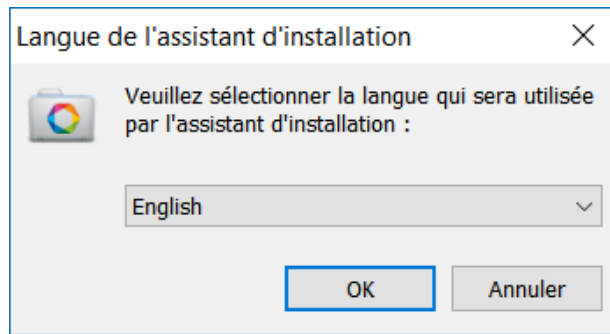 Langue de l'assistant d'installation
Veuillez sélectionner la langue qui sera utilisée
par l'assistant d'installation :
English
OK
Annuler